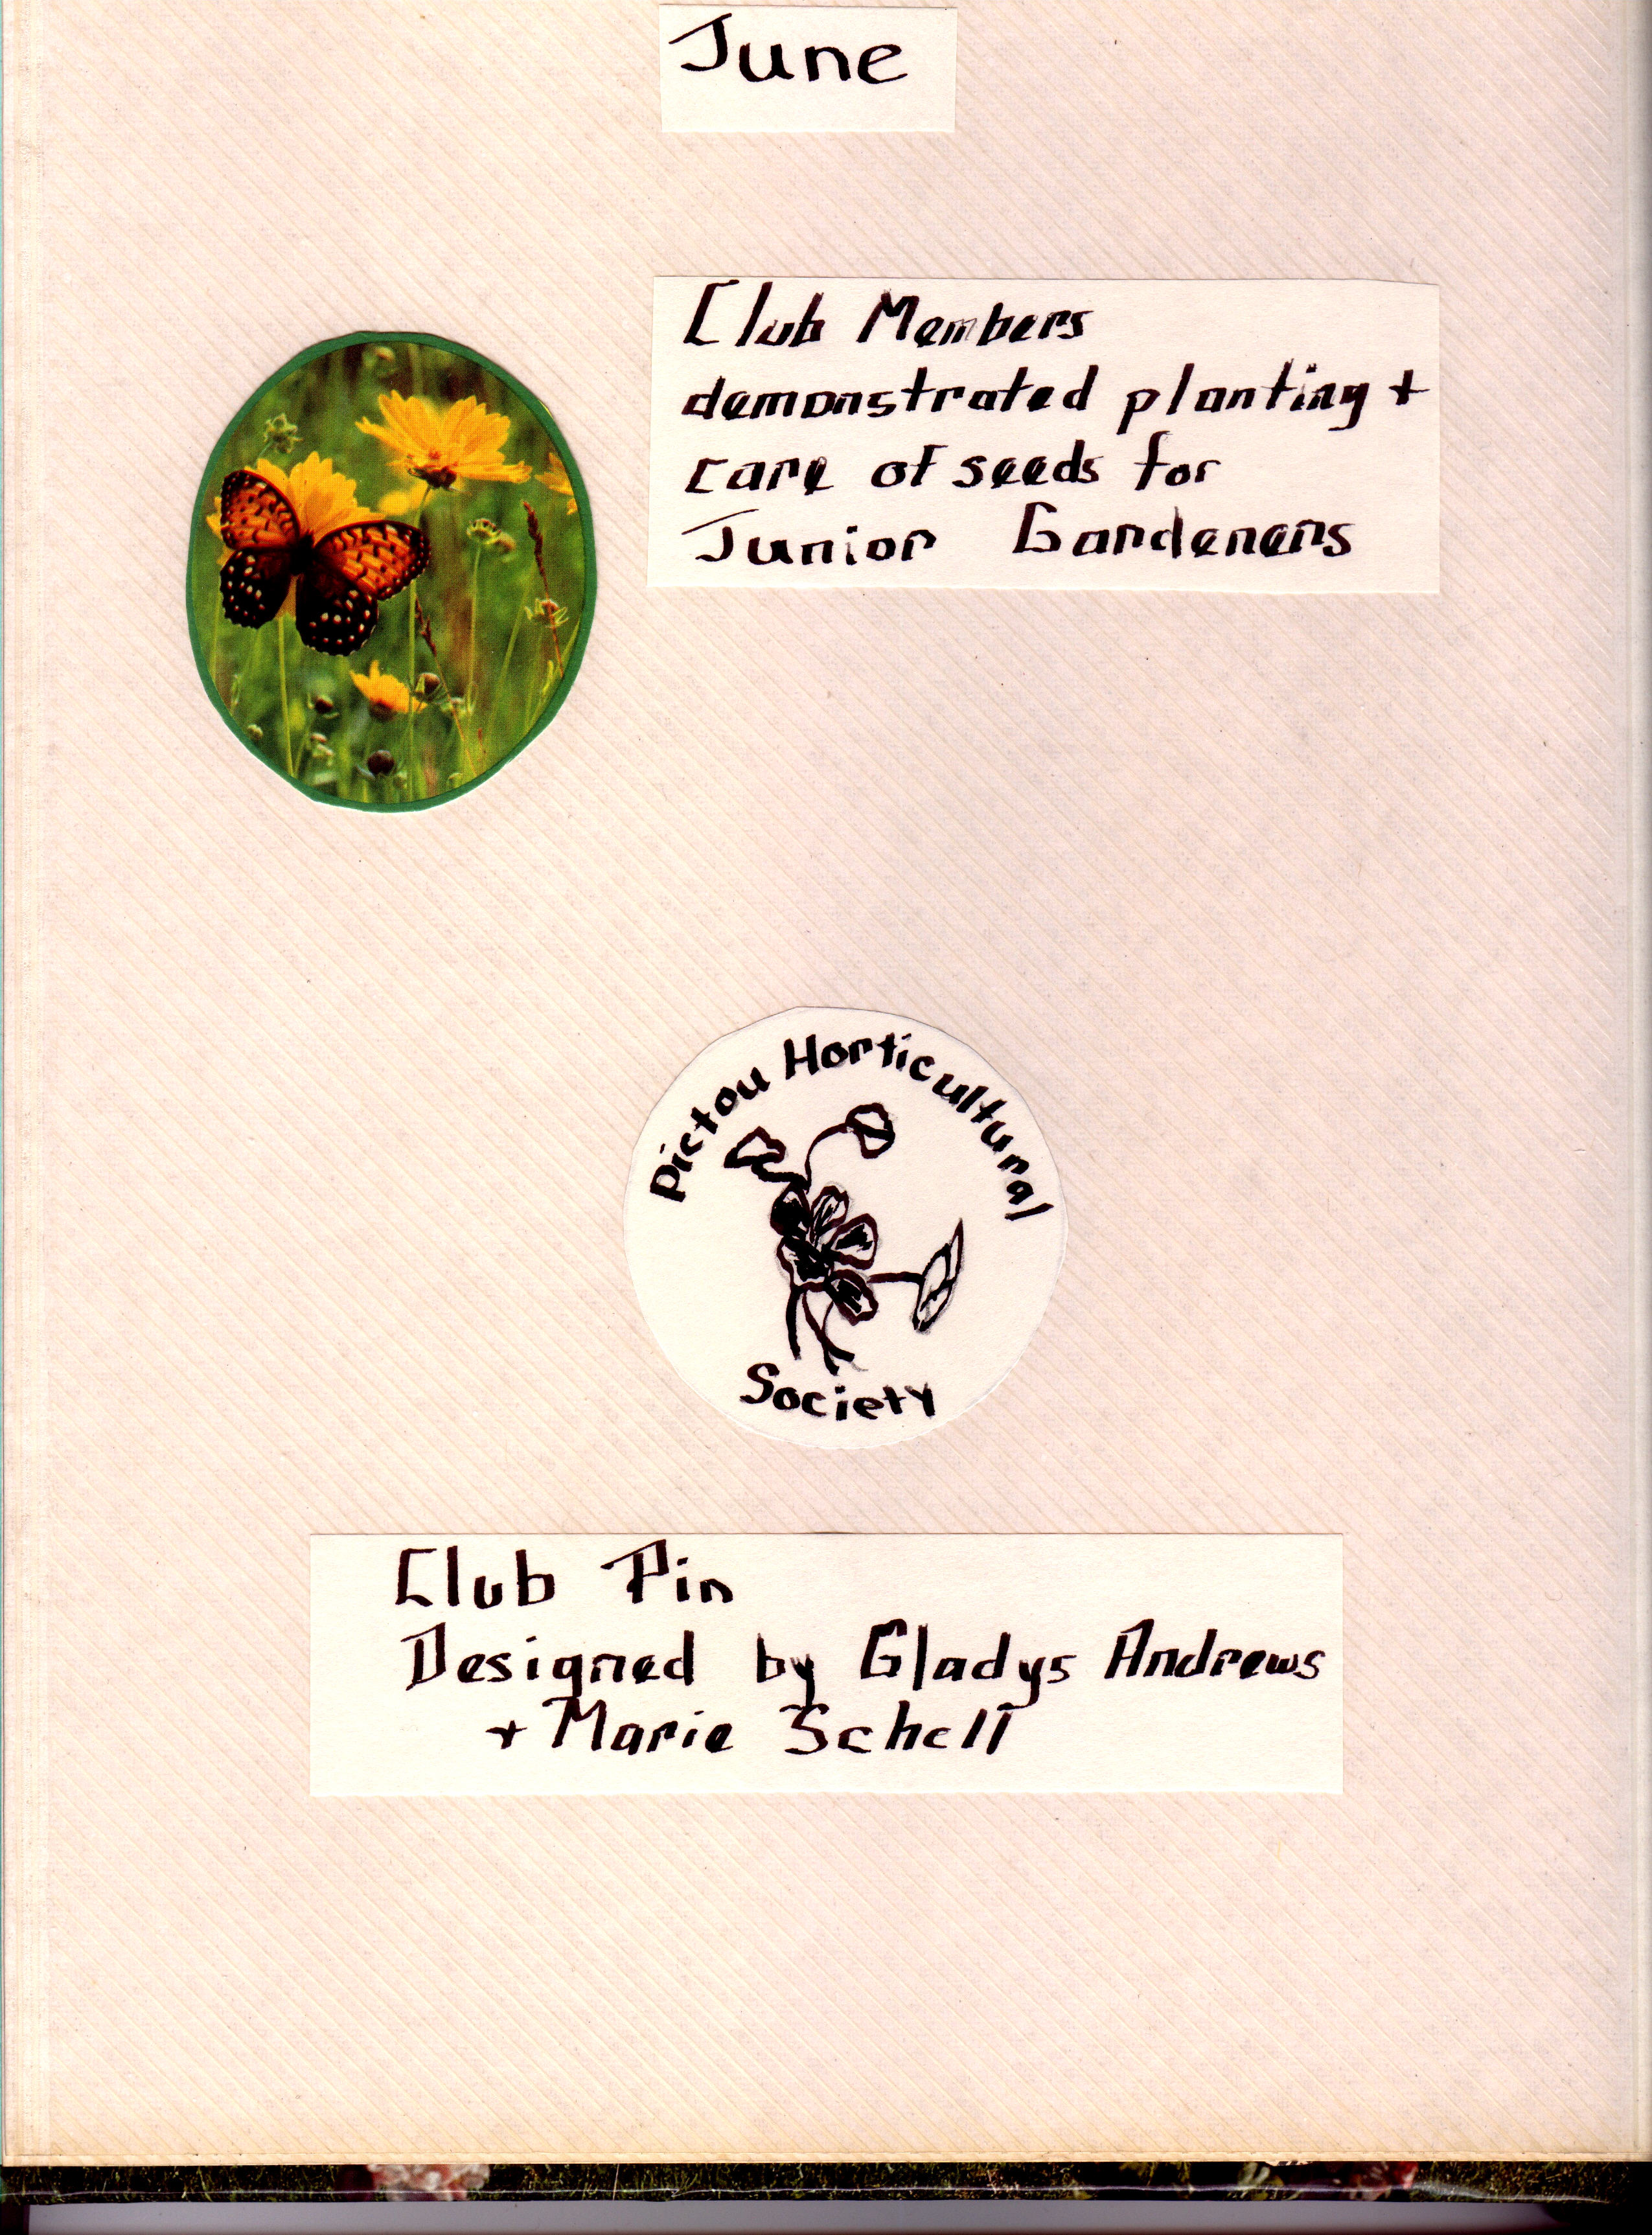 June
Club Members
demonstrated planting +
care of seeds for
Junior Gardeners
Pictou Horticultural
Society
Club Pin
Designed by Gladys Andrews
+ Marie Schell